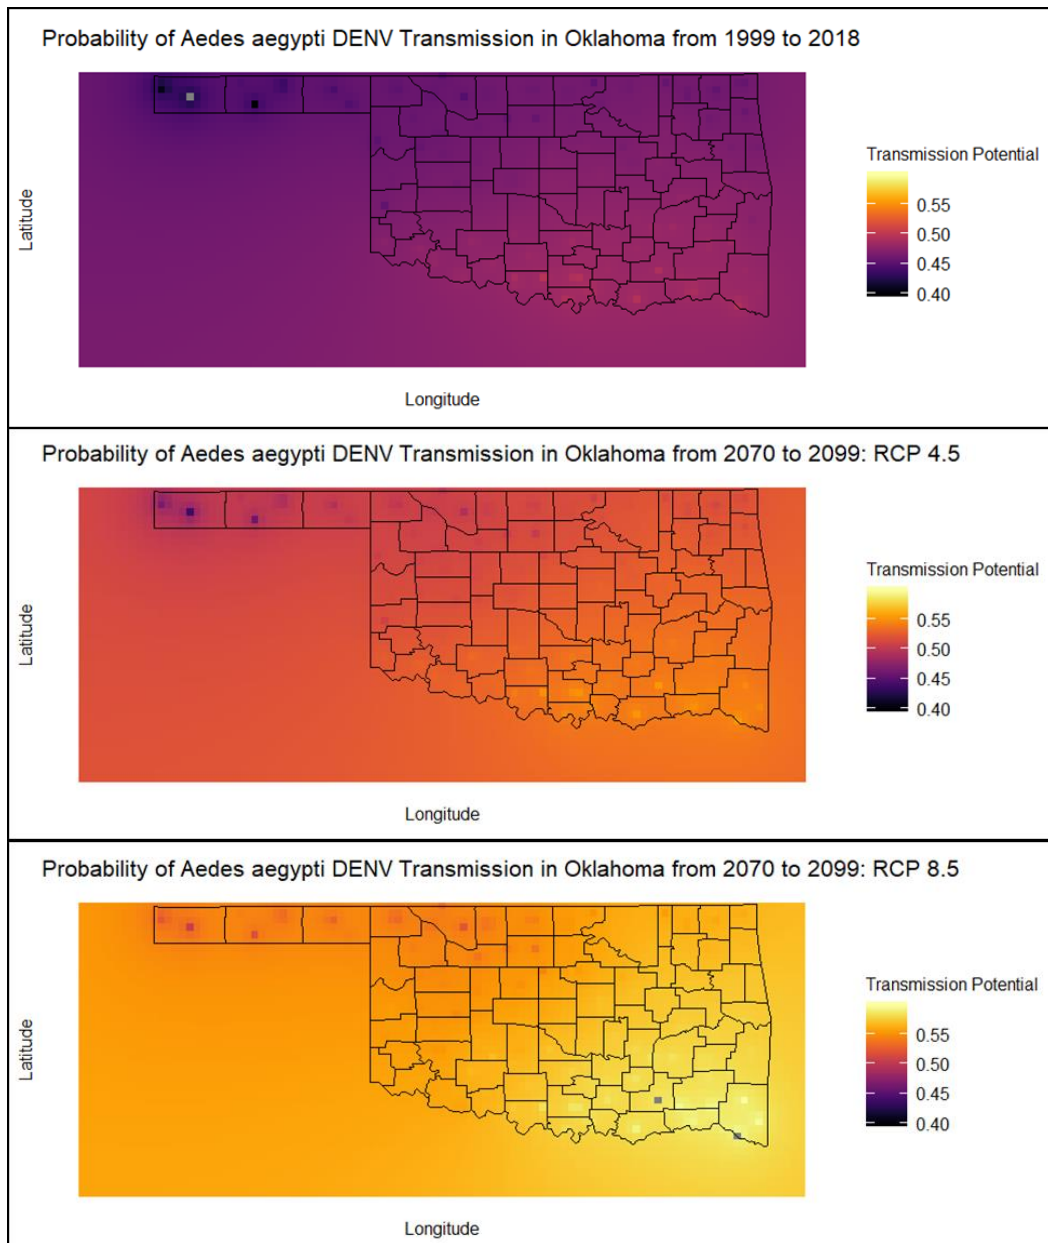 Probability of Aedes aegypti DENV Transmission in Oklahoma from 1999 to 2018
Latitude
Longitude
Transmission Potential
0.55
0.50
0.45
0.40
Probability of Aedes aegypti DENV Transmission in Oklahoma from 2070 to 2099: RCP 4.5
Latitude
Longitude
Transmission Potential
0.55
0.50
0.45
0.40
Probability of Aedes aegypti DENV Transmission in Oklahoma from 2070 to 2099: RCP 8.5
Latitude
Longitude
Transmission Potential
0.55
0.50
0.45
0.40